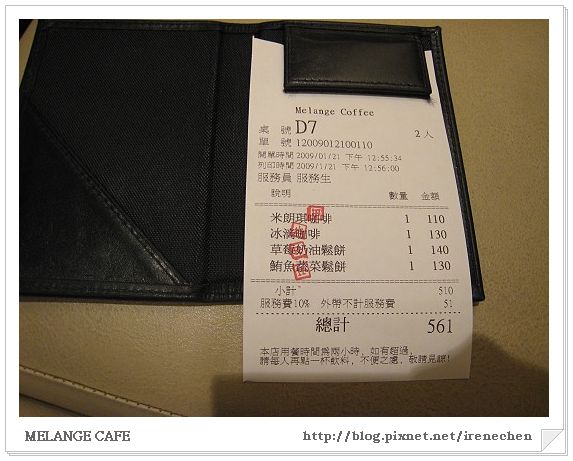 Melange Coffee
桌 號 D7 2 人
單 號 12009012100110
開單時間 2009/01/21 下午 12:55:34
列印時間 2009/1/21 下午 12:56:00
服務員 服務生
說明 數量 金額
米朗琪咖啡 1 110
冰滴咖啡 1 130
草莓奶油鬆餅 1 140
鮪魚蔬菜鬆餅 1 130
小計 510
服務費10% 外帶不計服務費 51
總計 561
本店用餐時間為兩小時，如有超過，
請每人再點一杯飲料，不便之處，敬請見諒!
MELANGE CAFE
http://blog.pixnet.net/irenechen